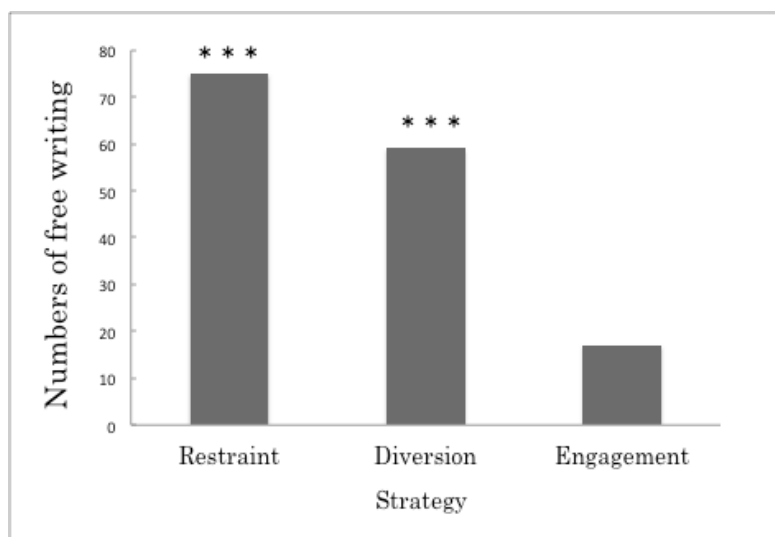 Numbers of free writing
80
70
60
50
40
30
20
10
0
* * *
* * *
Restraint
Diversion
Engagement
Strategy